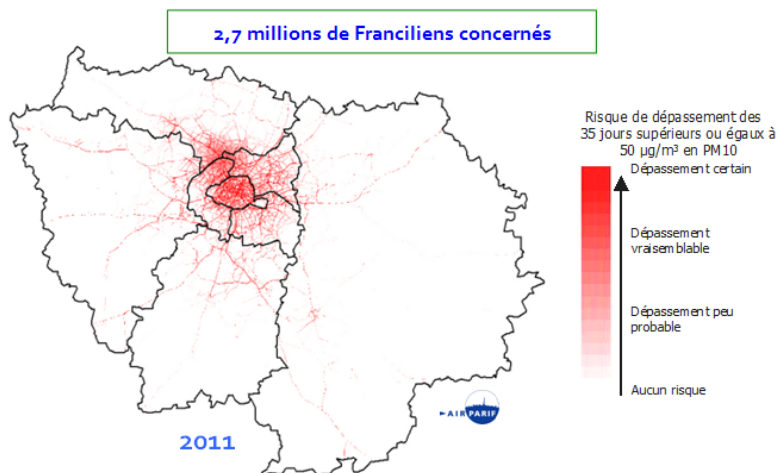 2,7 millions de Franciliens concernés
Risque de dépassement des
35 jours supérieurs ou égaux à
50 µg/m³ en PM10
Dépassement certain
Dépassement
vraisemblable
Dépassement peu
probable
Aucun risque
AIRPARIF
2011